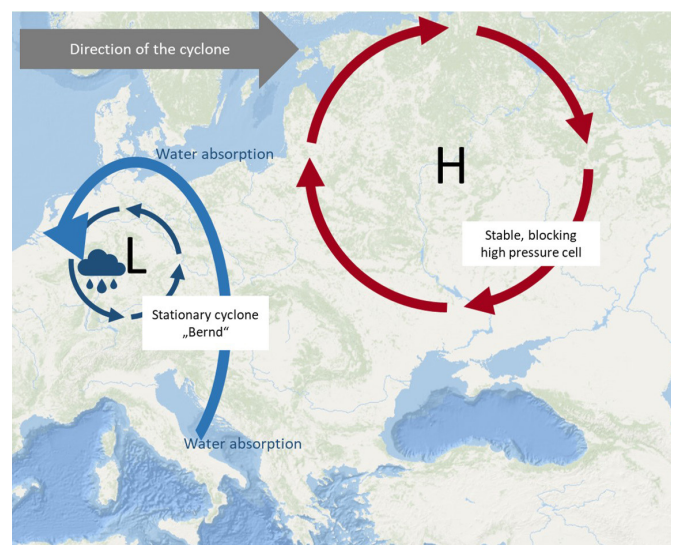 Direction of the cyclone
Water absorption
H
L
Stable, blocking
high pressure cell
Stationary cyclone
„Bernd“
Water absorption